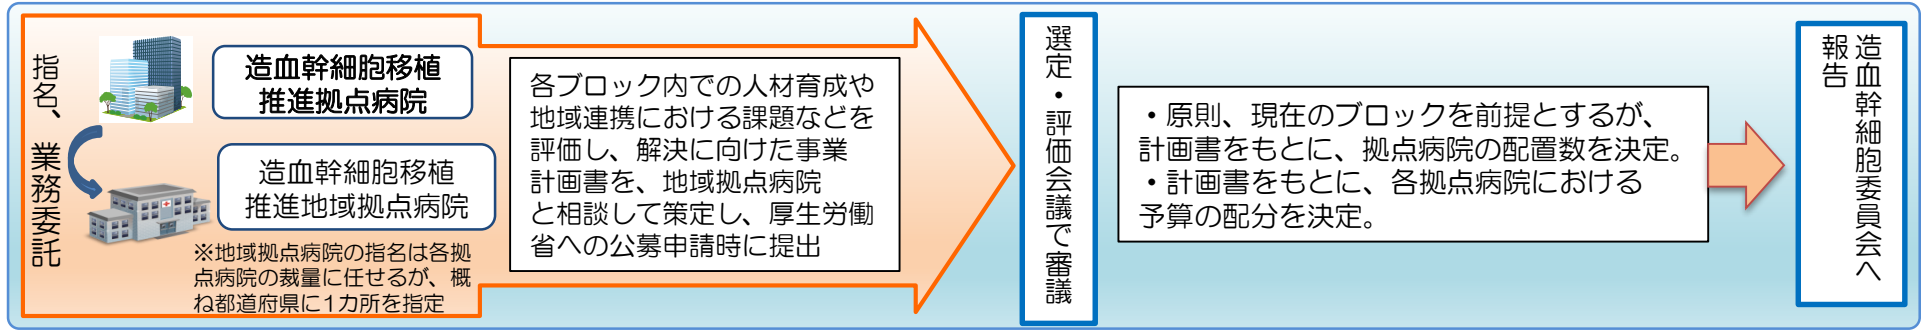 指名、業務委託
造血幹細胞移植
推進拠点病院
造血幹細胞移植
推進地域拠点病院
※地域拠点病院の指名は各拠
点病院の裁量に任せるが、概
ね都道府県に1カ所を指定
各ブロック内での人材育成や
地域連携における課題などを
評価し、解決に向けた事業
計画書を、地域拠点病院
と相談して策定し、厚生労働
省への公募申請時に提出
選定・評価会議で審議
・原則、現在のブロックを前提とするが、
計画書をもとに、拠点病院の配置数を決定。
・計画書をもとに、各拠点病院における
予算の配分を決定。
造血幹細胞委員会へ
報告